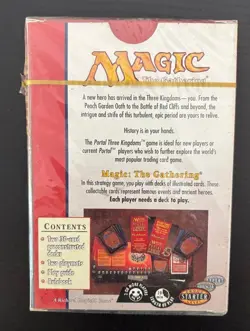 MAGIC
The Gathering®
A new hero has arrived in the Three Kingdoms — you. From the
Peach Garden Oath to the Battle of Red Cliffs and beyond, the
intrigue and strife of this turbulent, epic period are yours to relive.
History is in your hands.
The Portal Three Kingdoms™ game is ideal for new players or
current Portal™ players who wish to further explore the world's
most popular trading card game.
Magic: The Gathering®
In this strategy game, you play with decks of illustrated cards. These
collectable cards represent famous events and variant heroes.
Each player needs a deck to play.
CONTENTS
• Two 30-card
preconstructed
decks
• Two playmats
• Play guide
• Rulebook
STARTER